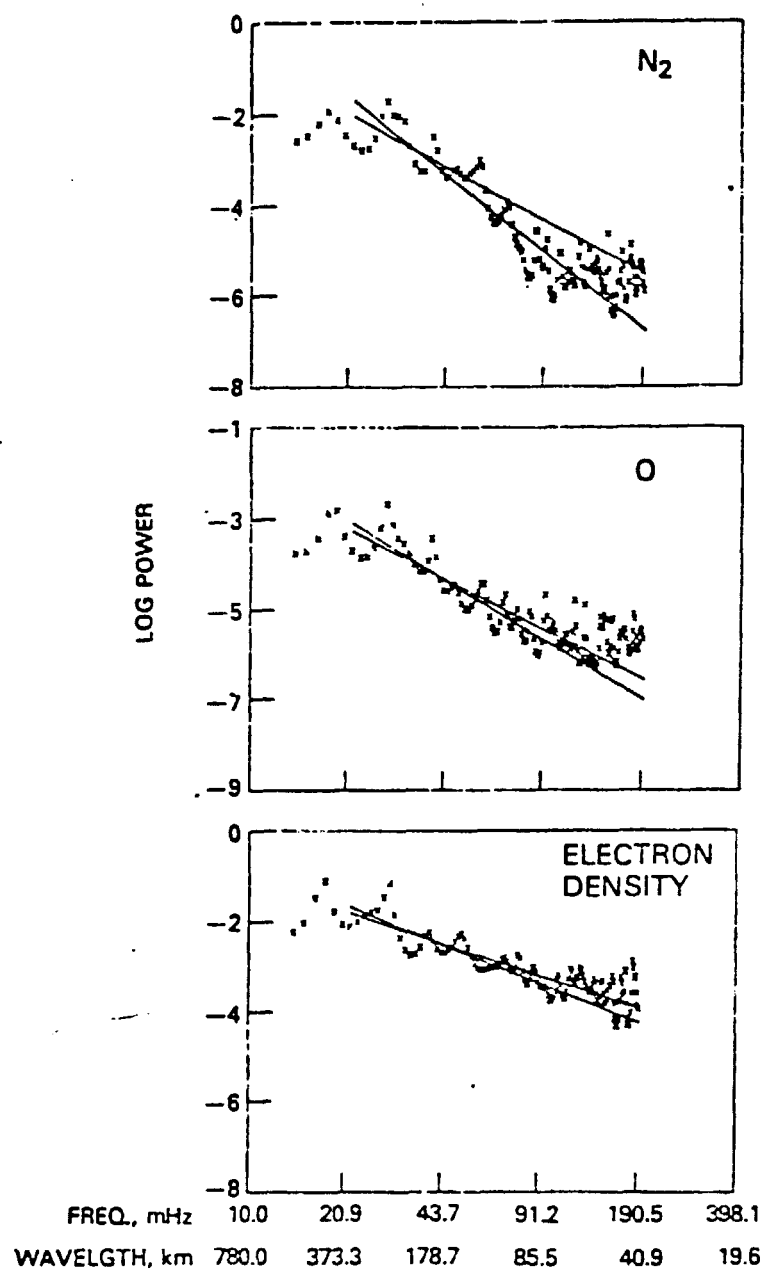 0
N2
−2
−4
−6
−8
−1
O
−3
LOG POWER
−5
−7
−9
0
ELECTRON
DENSITY
−2
−4
−6
−8
FREQ., mHz 10.0 20.9 43.7 91.2 190.5 398.1
WAVELGTH, km 780.0 373.3 178.7 85.5 40.9 19.6